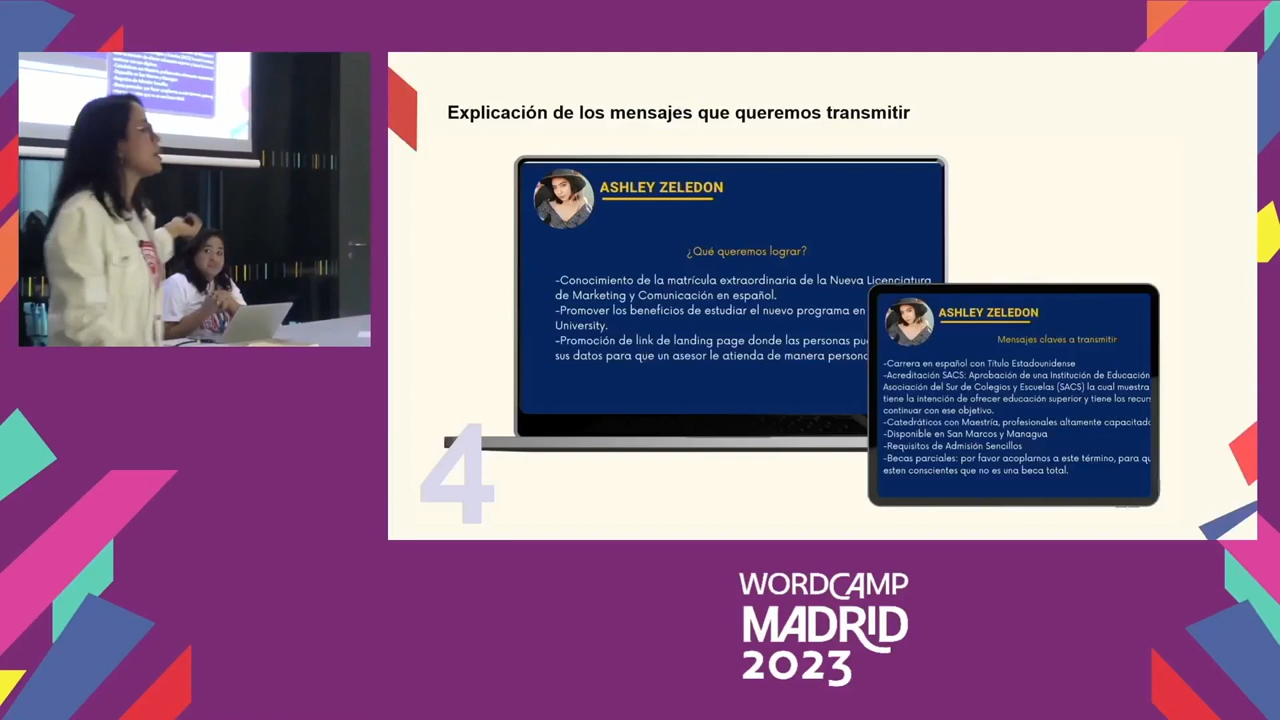 Explicación de los mensajes que queremos transmitir
ASHLEY ZELEDON
¿Qué queremos lograr?
-Conocimiento de la matrícula extraordinaria de la Nueva Licenciatura
de Marketing y Comunicación en español.
-Promover los beneficios de estudiar el nuevo programa en
University.
-Promoción de link de landing page donde las personas
sus datos para que un asesor le atienda de manera
ASHLEY ZELEDON
Mensajes claves a transmitir
-Carrera en español con Título Estadounidense
-Acreditación SACS: Aprobación de una Institución de Educación
Asociación del Sur de Colegios y Escuelas (SACS) la cual muestra
tiene la intención de ofrecer educación superior y tiene los
continuar con ese objetivo.
-Catedráticos con Maestría, profesionales altamente
-Disponible en San Marcos y Managua
-Requisitos de Admisión Sencillos
-Becas parciales: por favor acoplarnos a este término, para
esten conscientes que no es una beca total.
4
WORDCAMP
MADRID
2023